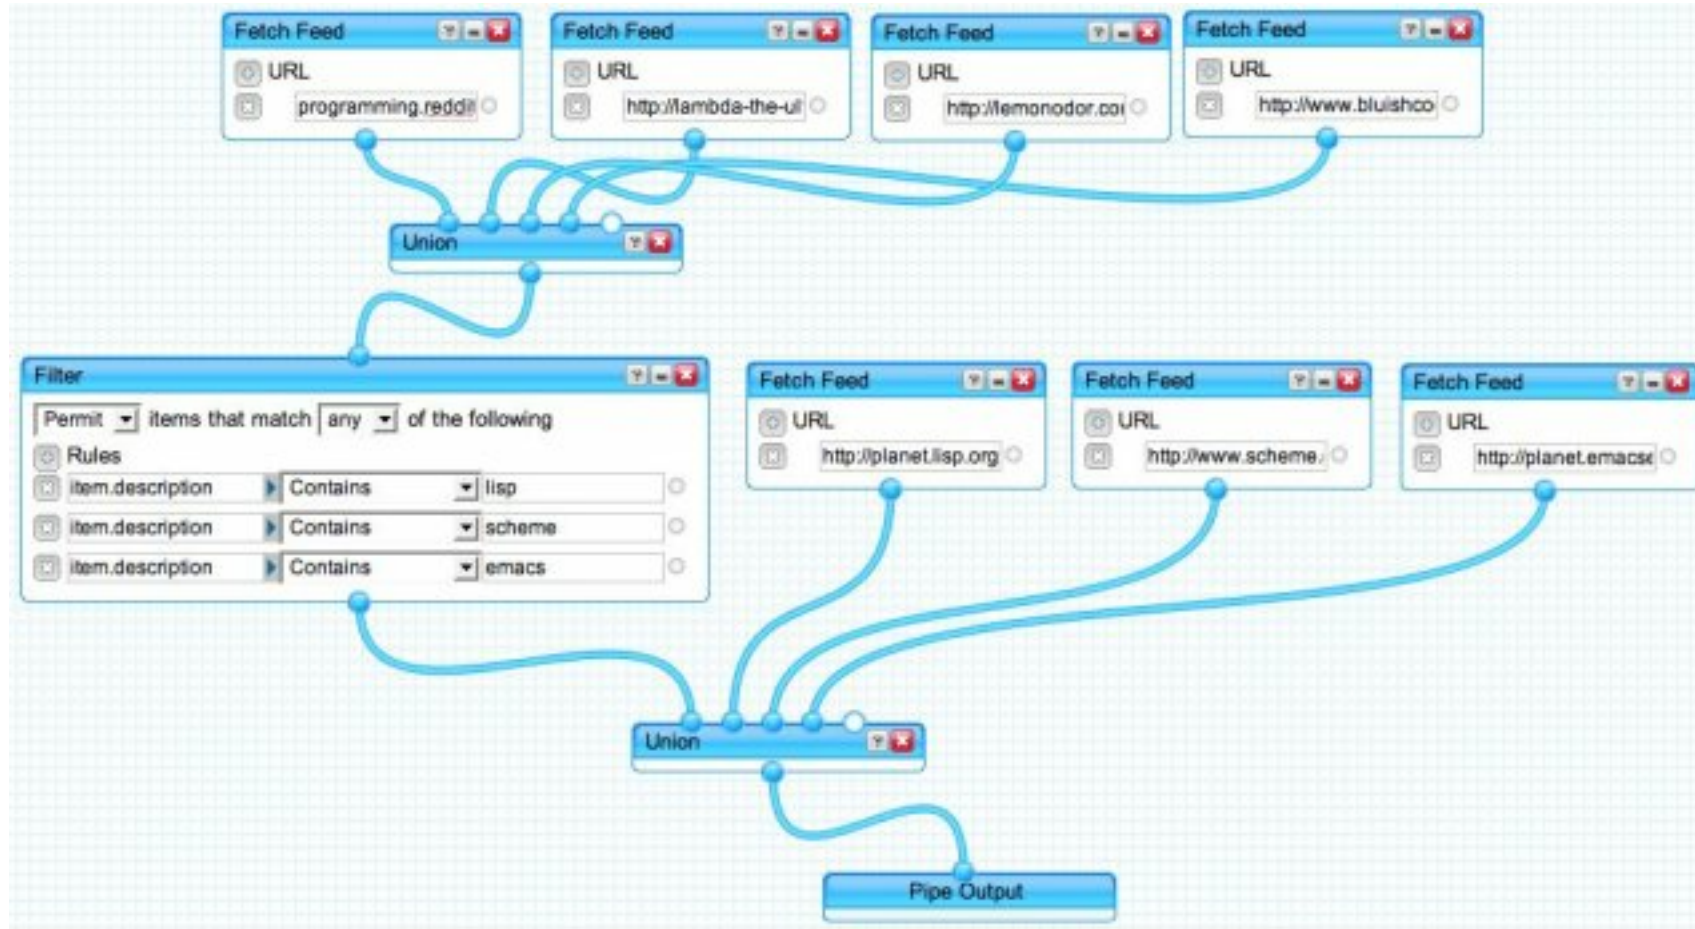 Fetch Feed
URL
programming.reddit
Fetch Feed
URL
http://lambda-the-ul
Fetch Feed
URL
http://lemonodor.co
Fetch Feed
URL
http://www.bluishco
Union
Filter
Permit items that match any of the following
Rules
item.description Contains lisp
item.description Contains scheme
item.description Contains emacs
Fetch Feed
URL
http://planet.lisp.org
Fetch Feed
URL
http://www.scheme.
Fetch Feed
URL
http://planet.emacse
Union
Pipe Output